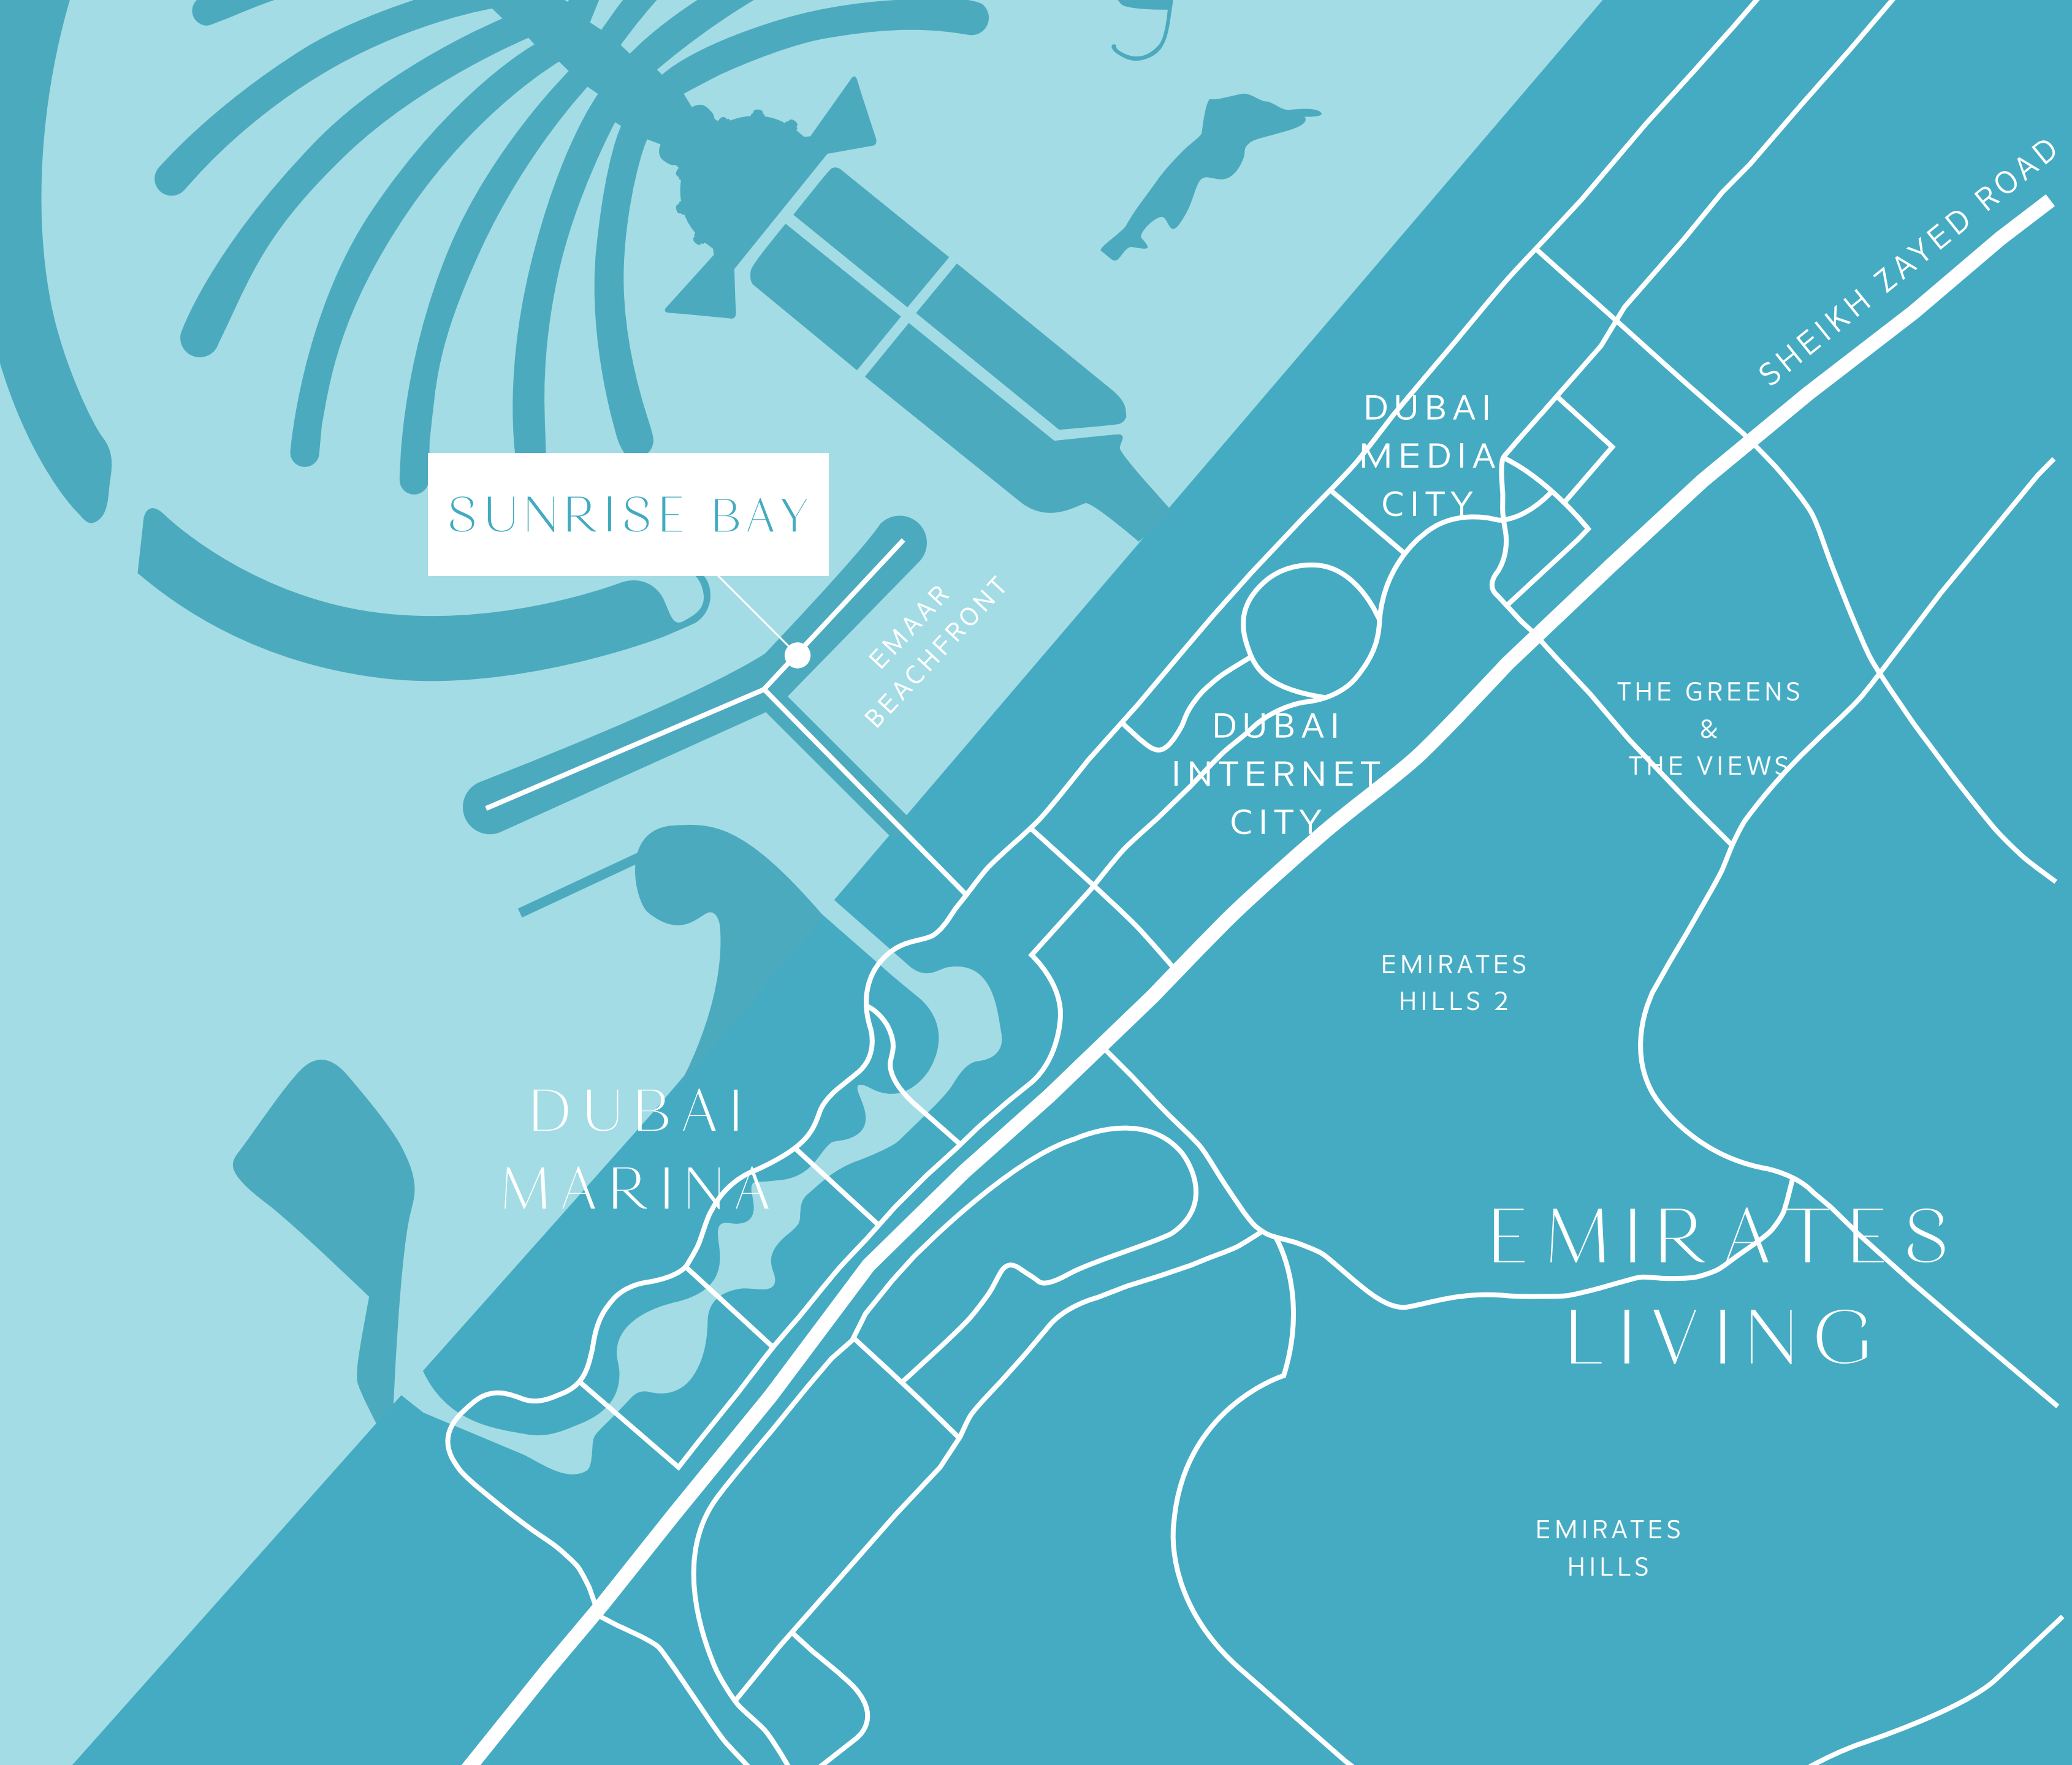 SHEIKH ZAYED ROAD
DUBAI
MEDIA
CITY
SUNRISE BAY
EMAAR
BEACHFRONT
THE GREENS
&
THE VIEWS
DUBAI
INTERNET
CITY
EMIRATES
HILLS 2
DUBAI
MARINA
EMIRATES
LIVING
EMIRATES
HILLS